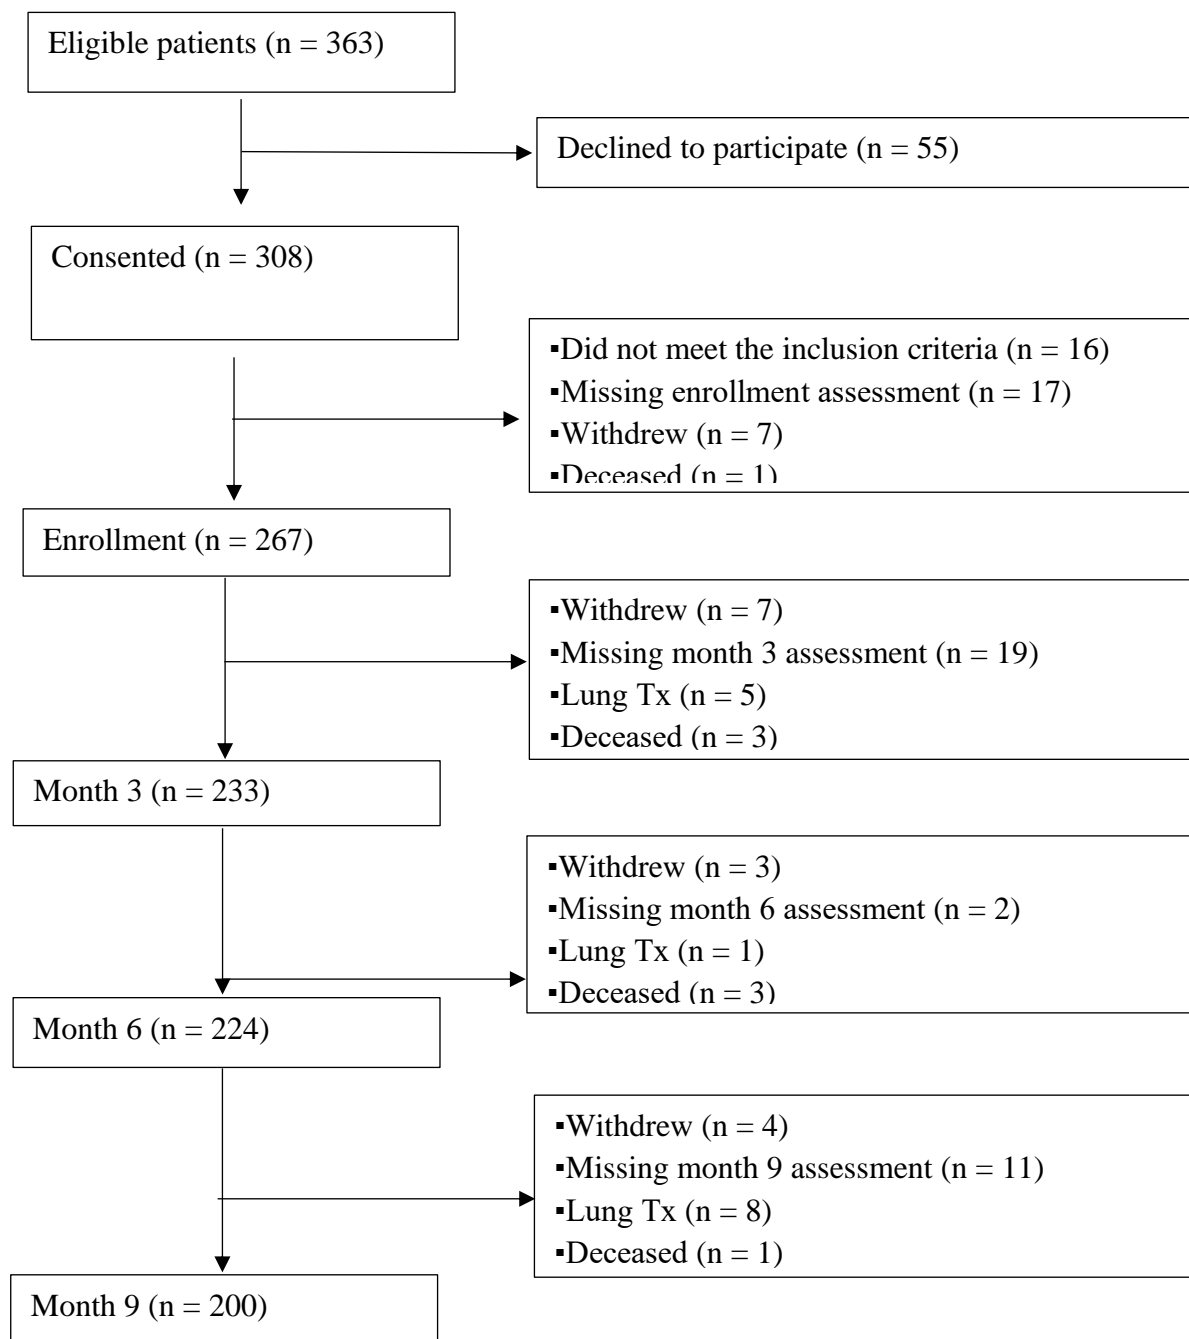 Eligible patients (n = 363)
Declined to participate (n = 55)
Consented (n = 308)
▪Did not meet the inclusion criteria (n = 16)
▪Missing enrollment assessment (n = 17)
▪Withdrew (n = 7)
▪Deceased (n = 1)
Enrollment (n = 267)
▪Withdrew (n = 7)
▪Missing month 3 assessment (n = 19)
▪Lung Tx (n = 5)
▪Deceased (n = 3)
Month 3 (n = 233)
▪Withdrew (n = 3)
▪Missing month 6 assessment (n = 2)
▪Lung Tx (n = 1)
▪Deceased (n = 3)
Month 6 (n = 224)
▪Withdrew (n = 4)
▪Missing month 9 assessment (n = 11)
▪Lung Tx (n = 8)
▪Deceased (n = 1)
Month 9 (n = 200)